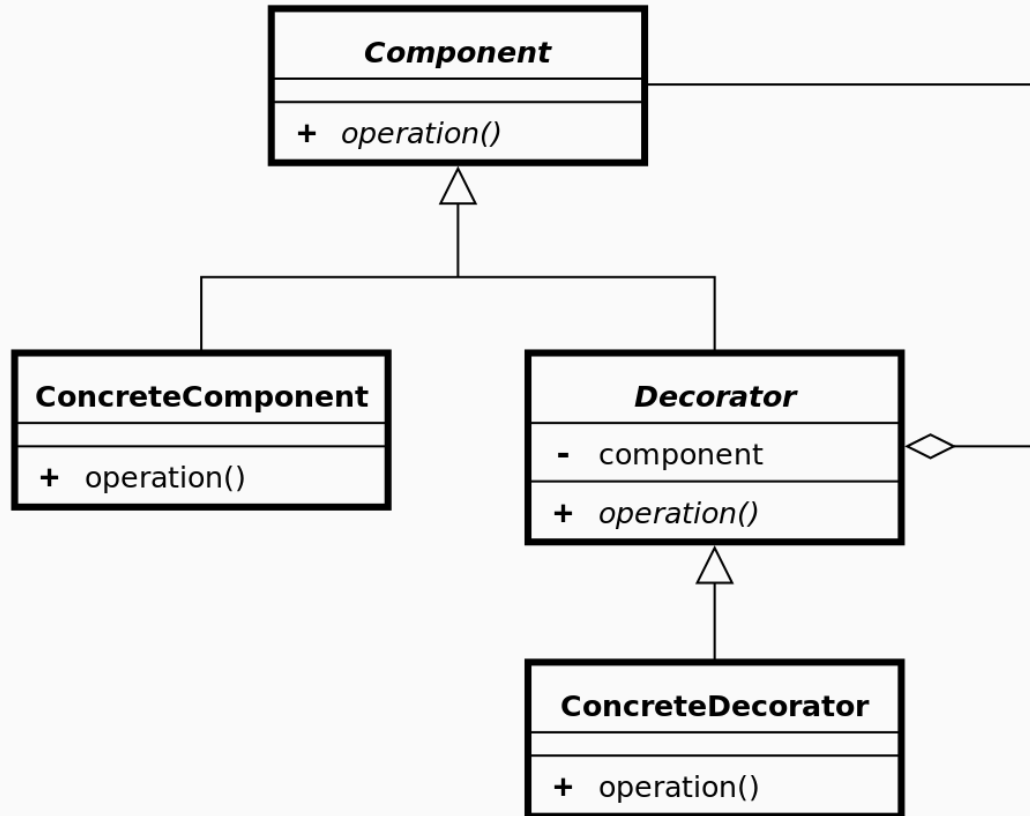 Component
+ operation()
ConcreteComponent
+ operation()
Decorator
- component
+ operation()
ConcreteDecorator
+ operation()